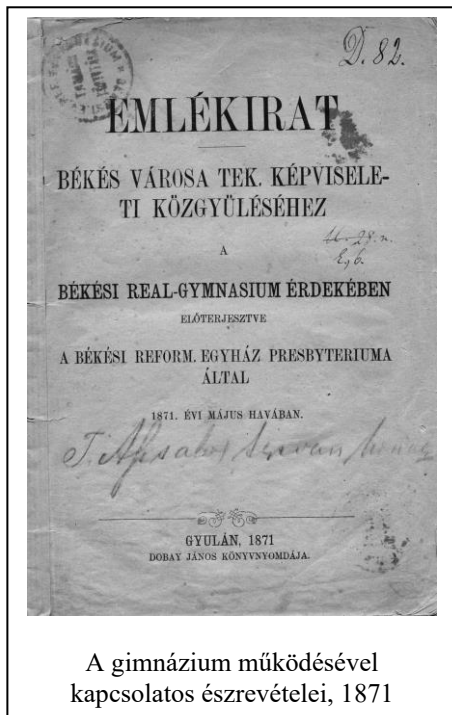 D. 82.
EMLÉKIRAT
BÉKÉS VÁROSA TEK. KÉPVISELE-
TI KÖZGYÜLÉSÉHEZ
A
BÉKÉSI REAL-GYMNASIUM ÉRDEKÉBEN
ELŐTERJESZTVE
A BÉKÉSI REFORM. EGYHÁZ PRESBYTERIUMA
ÁLTAL
1871. ÉVI MÁJUS HAVÁBAN.
GYULÁN, 1871
DOBAY JÁNOS KÖNYVNYOMDÁJA.
A gimnázium működésével
kapcsolatos észrevételei, 1871